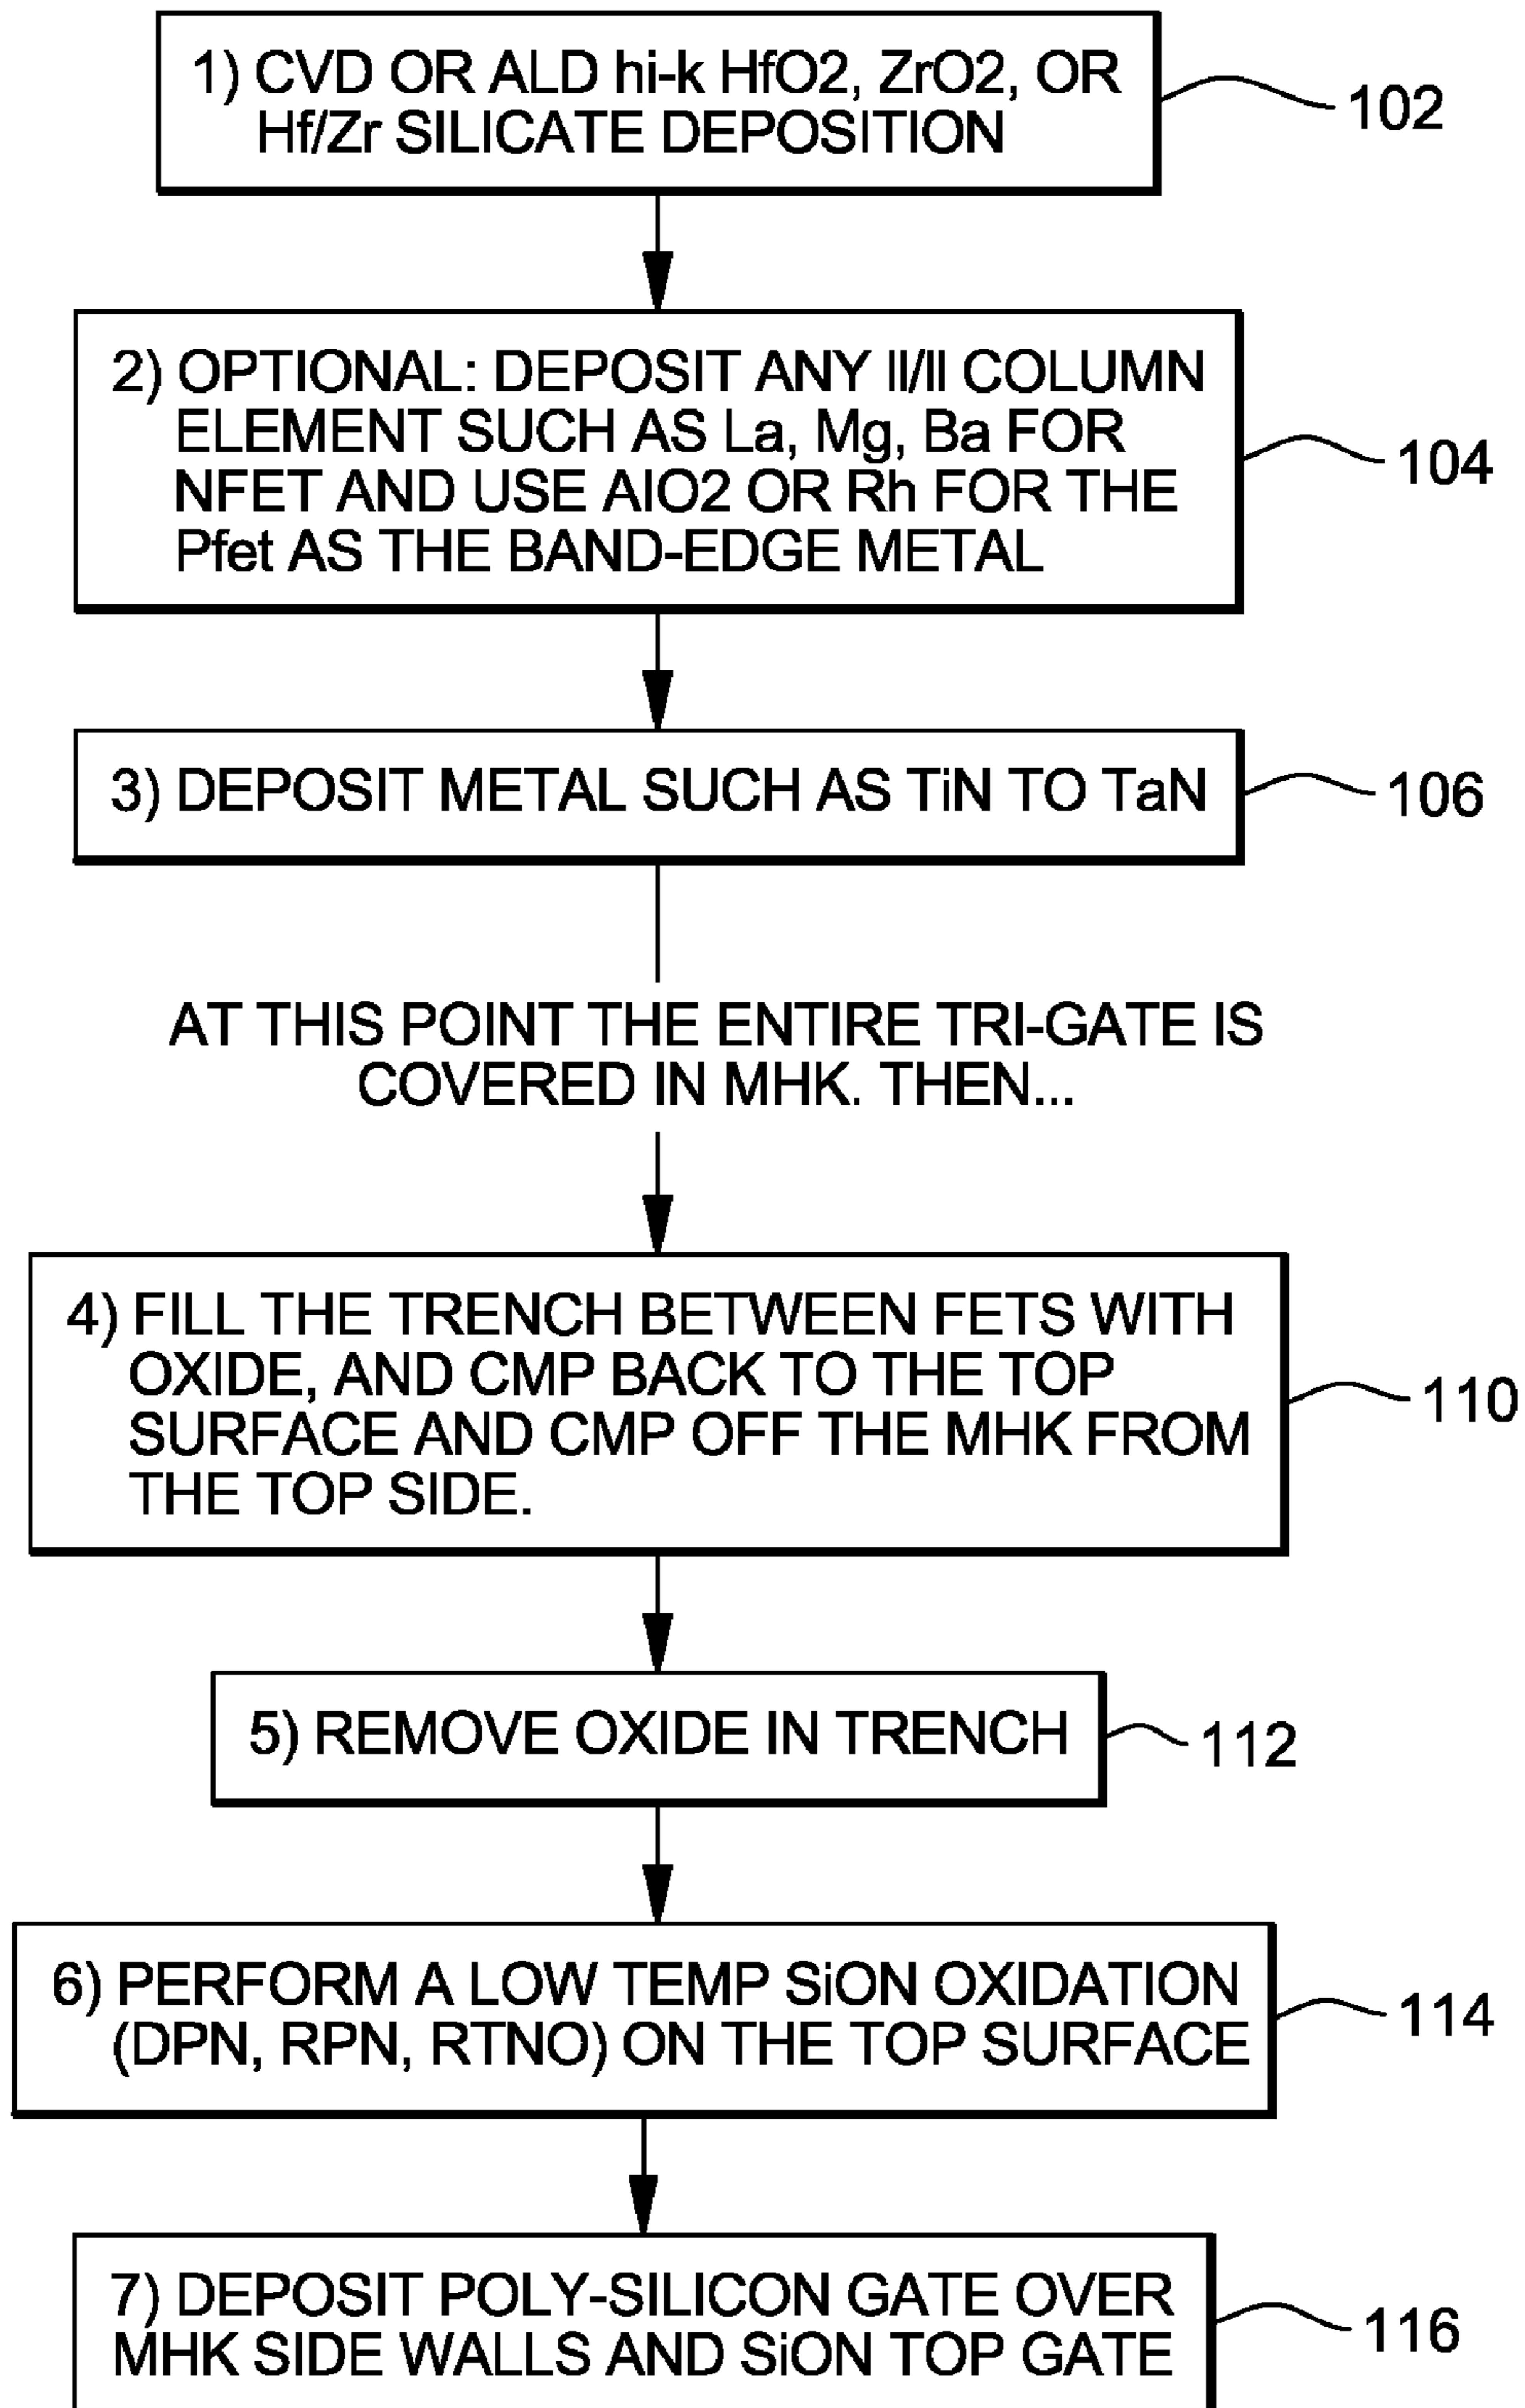 1) CVD OR ALD hi-k HfO2, ZrO2, OR
Hf/Zr SILICATE DEPOSITION
102
2) OPTIONAL: DEPOSIT ANY II/II COLUMN
ELEMENT SUCH AS La, Mg, Ba FOR
NFET AND USE AlO2 OR Rh FOR THE
Pfet AS THE BAND-EDGE METAL
104
3) DEPOSIT METAL SUCH AS TiN TO TaN
106
AT THIS POINT THE ENTIRE TRI-GATE IS
COVERED IN MHK. THEN...
4) FILL THE TRENCH BETWEEN FETS WITH
OXIDE, AND CMP BACK TO THE TOP
SURFACE AND CMP OFF THE MHK FROM
THE TOP SIDE.
110
5) REMOVE OXIDE IN TRENCH
112
6) PERFORM A LOW TEMP SiON OXIDATION
(DPN, RPN, RTNO) ON THE TOP SURFACE
114
7) DEPOSIT POLY-SILICON GATE OVER
MHK SIDE WALLS AND SiON TOP GATE
116